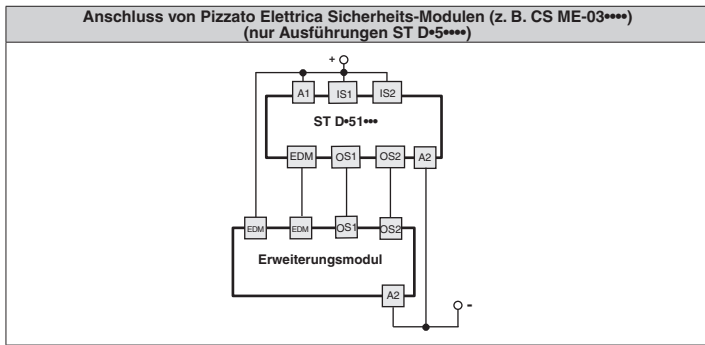 Anschluss von Pizzato Elettrica Sicherheits-Modulen (z. B. CS ME-03••••)
(nur Ausführungen ST D•5••••)
+
A1 IS1 IS2
ST D•51•••
EDM OS1 OS2 A2
EDM EDM OS1 OS2
Erweiterungsmodul
A2
-